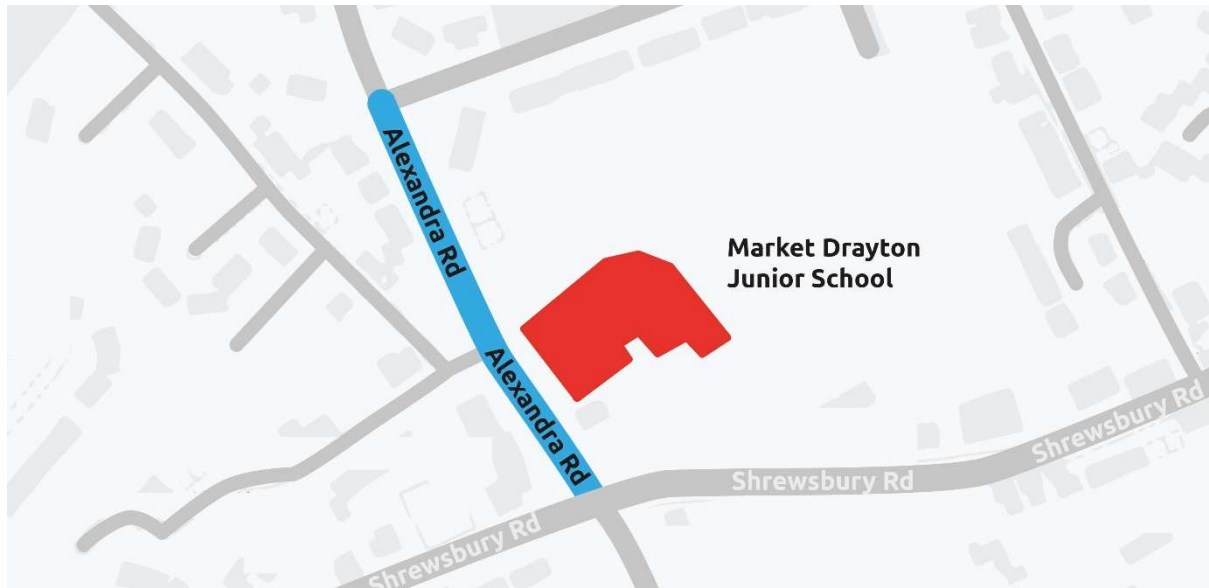 Alexandra Rd
Market Drayton
Junior School
Alexandra Rd
Shrewsbury Rd
Shrewsbury Rd
Shrewsbury Rd